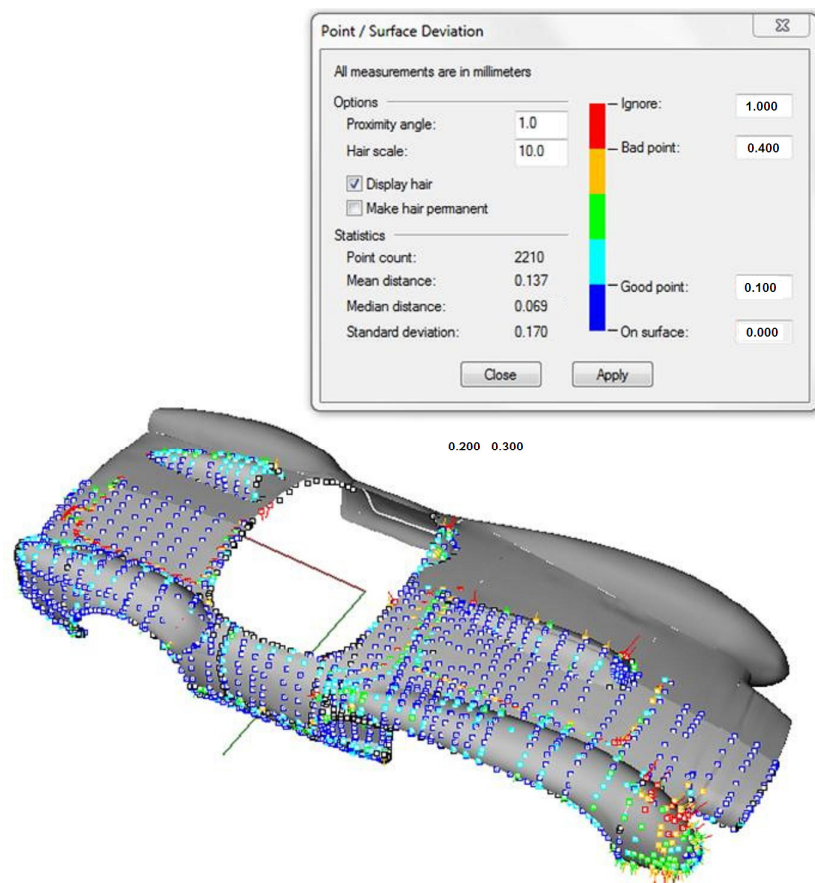 Point / Surface Deviation
All measurements are in millimeters
Options
Proximity angle: 1.0
Hair scale: 10.0
Display hair
Make hair permanent
Statistics
Point count: 2210
Mean distance: 0.137
Median distance: 0.069
Standard deviation: 0.170
Ignore: 1.000
Bad point: 0.400
Good point: 0.100
On surface: 0.000
Close Apply
0.200 0.300